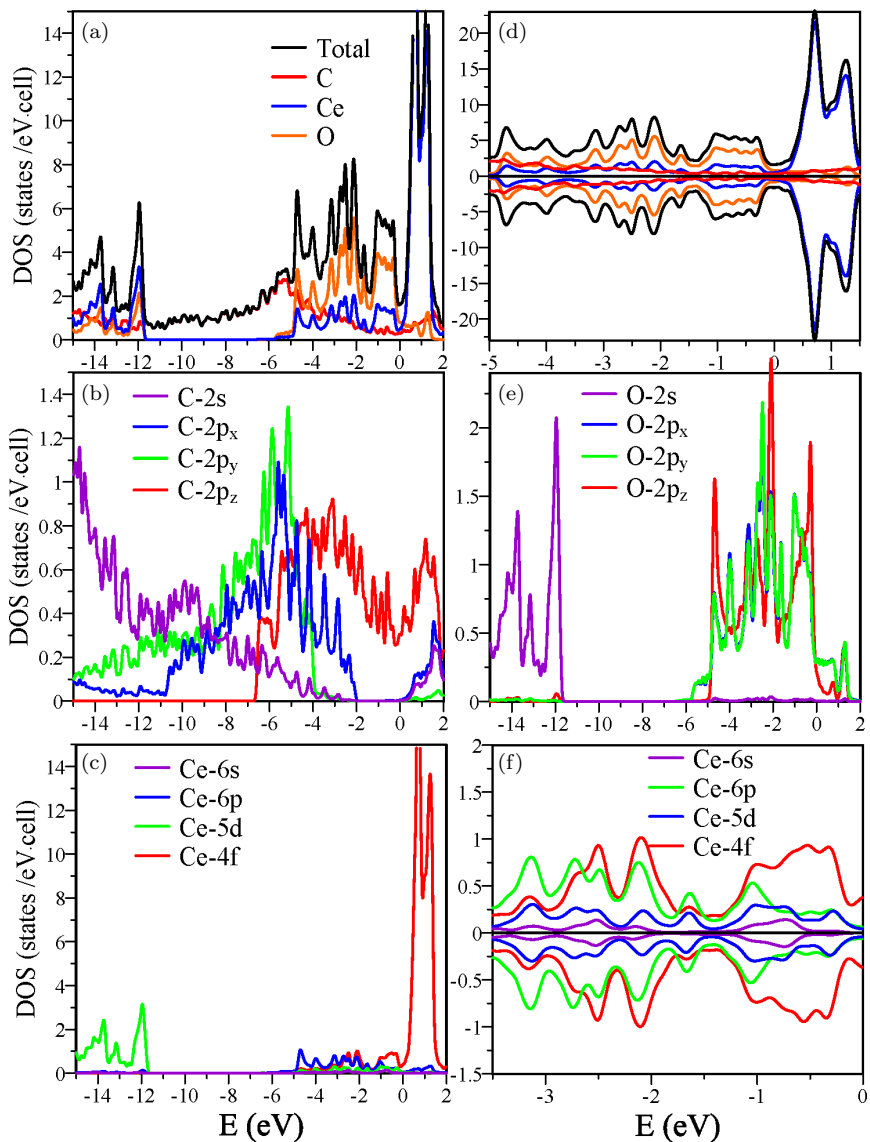 (a)
Total
C
Ce
O
DOS (states /eV.cell)
14
12
10
8
6
4
2
0
-15 -14 -12 -10 -8 -6 -4 -2 0 2
(d)
20
15
10
5
0
-5
-10
-15
-20
-5 -4 -3 -2 -1 0 1
(b)
C-2s
C-2px
C-2py
C-2pz
DOS (states /eV.cell)
1.4
1.2
1
0.8
0.6
0.4
0.2
0
-14 -12 -10 -8 -6 -4 -2 0 2
(e)
O-2s
O-2px
O-2py
O-2pz
2
1.5
1
0.5
0
-14 -12 -10 -8 -6 -4 -2 0 2
(c)
Ce-6s
Ce-6p
Ce-5d
Ce-4f
DOS (states /eV.cell)
14
12
10
8
6
4
2
0
-14 -12 -10 -8 -6 -4 -2 0 2
E (eV)
(f)
Ce-6s
Ce-6p
Ce-5d
Ce-4f
2
1.5
1
0.5
0
-0.5
-1
-1.5
-3 -2 -1 0
E (eV)